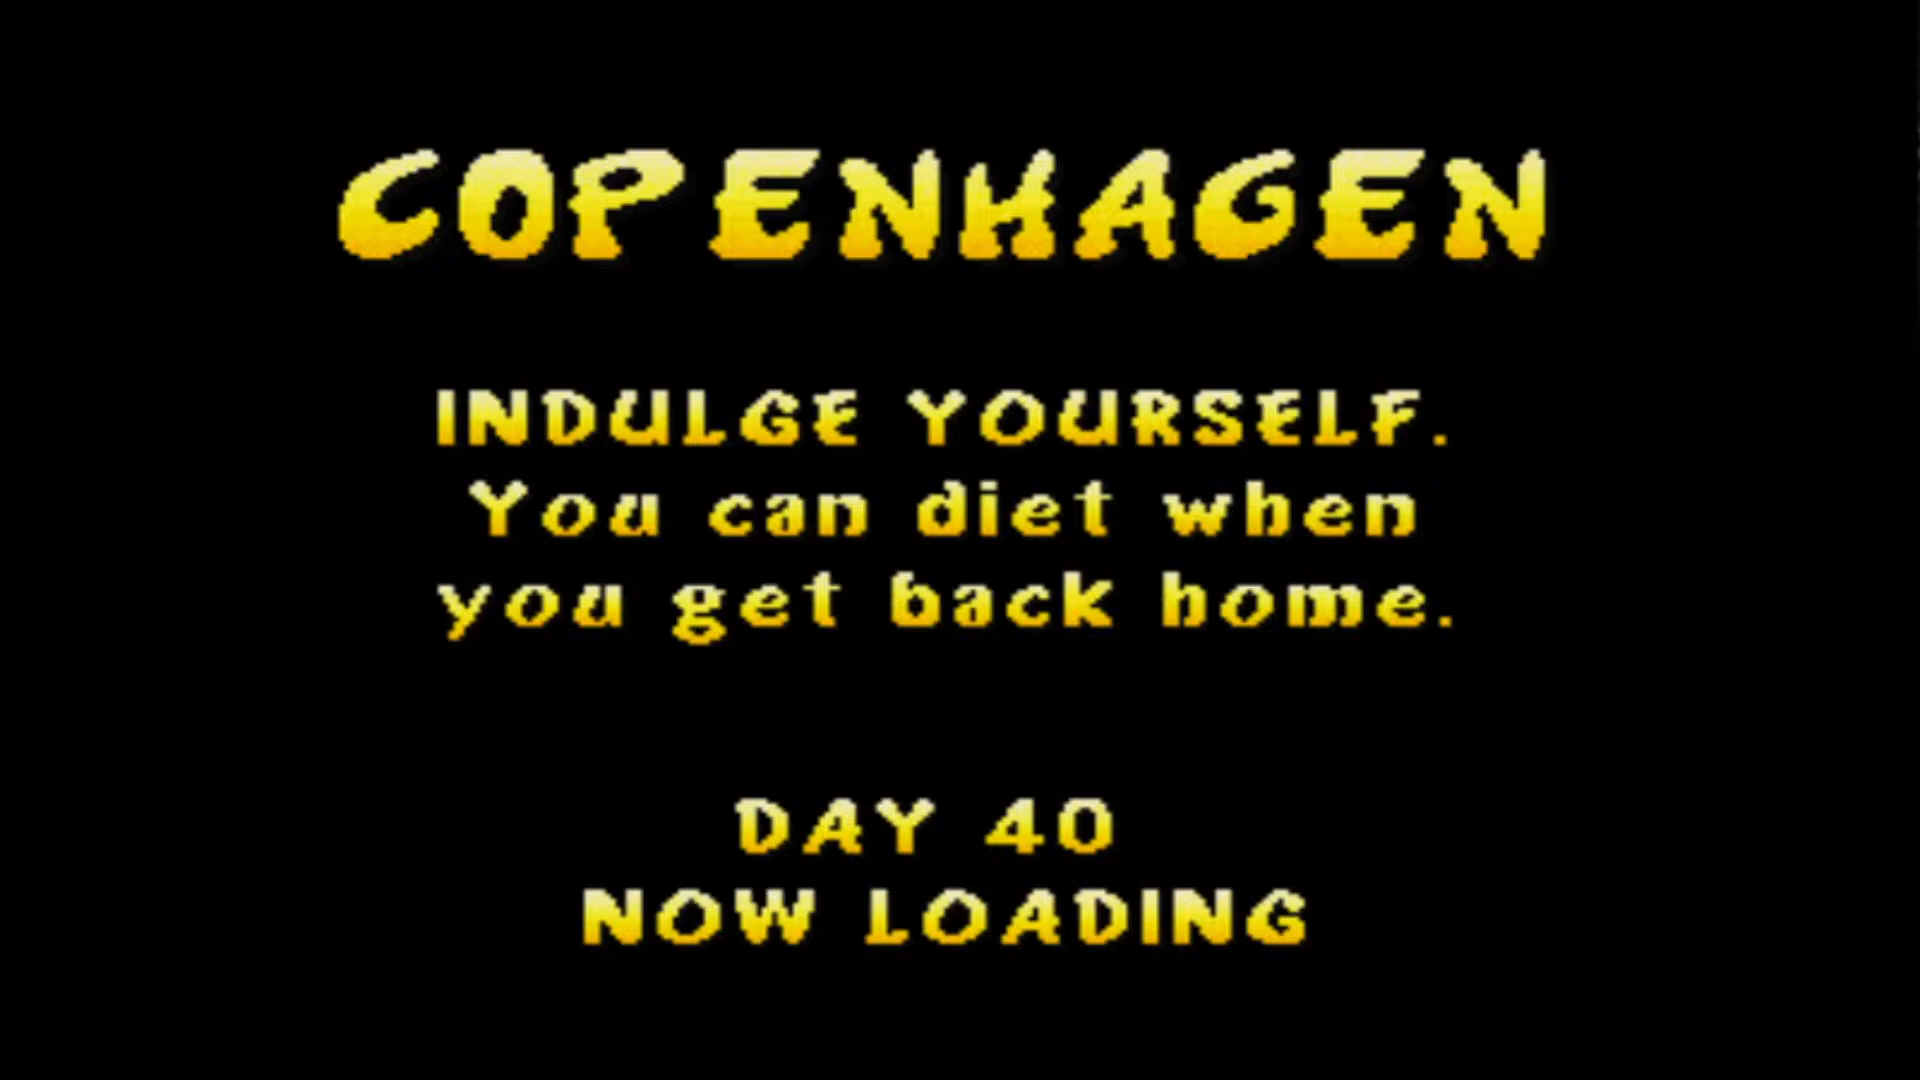 COPENHAGEN
INDULGE YOURSELF.
You can diet when
you get back home.
DAY 40
NOW LOADING